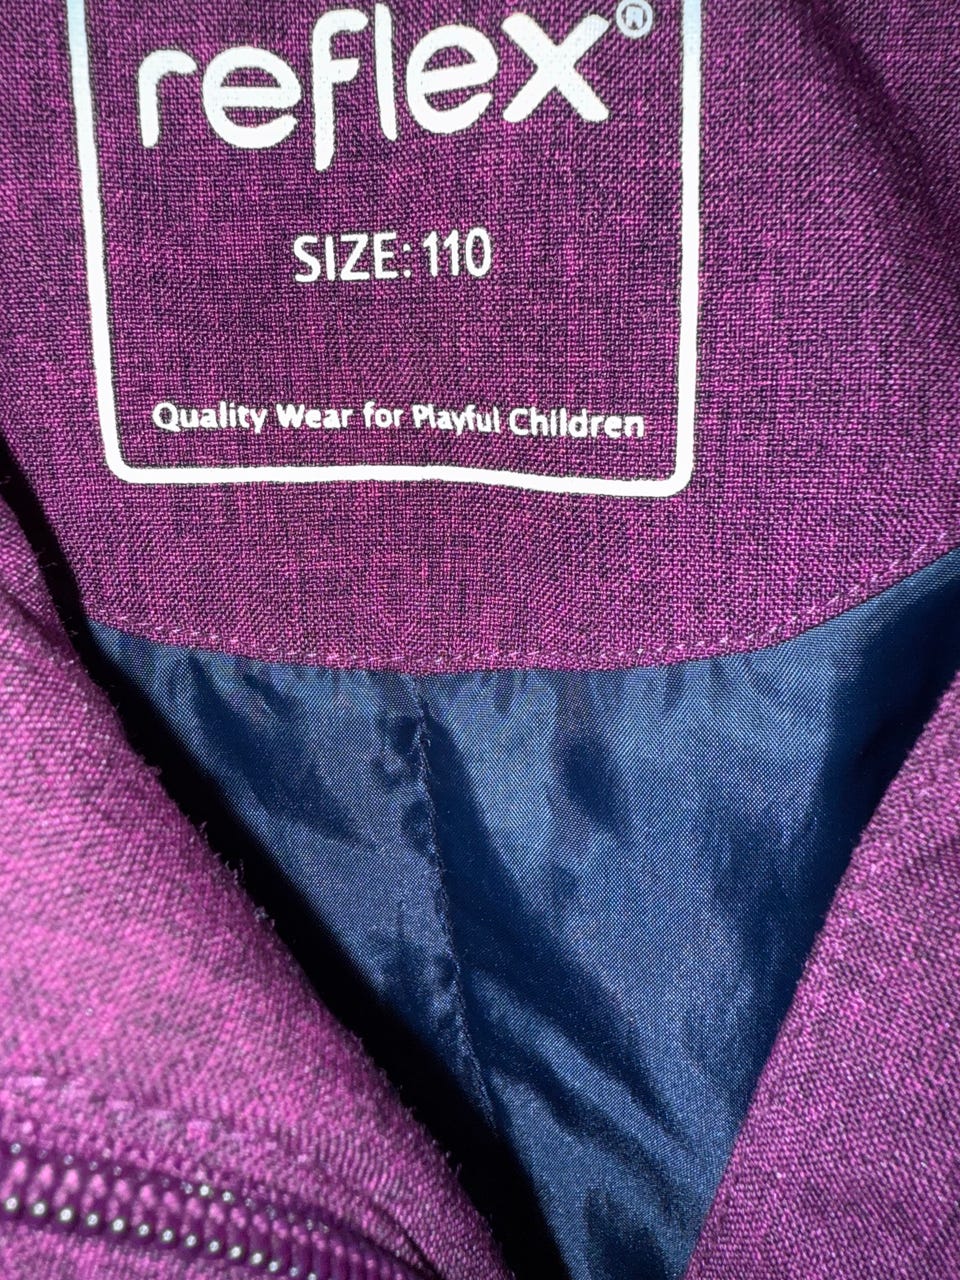 reflex®
SIZE: 110
Quality Wear for Playful Children